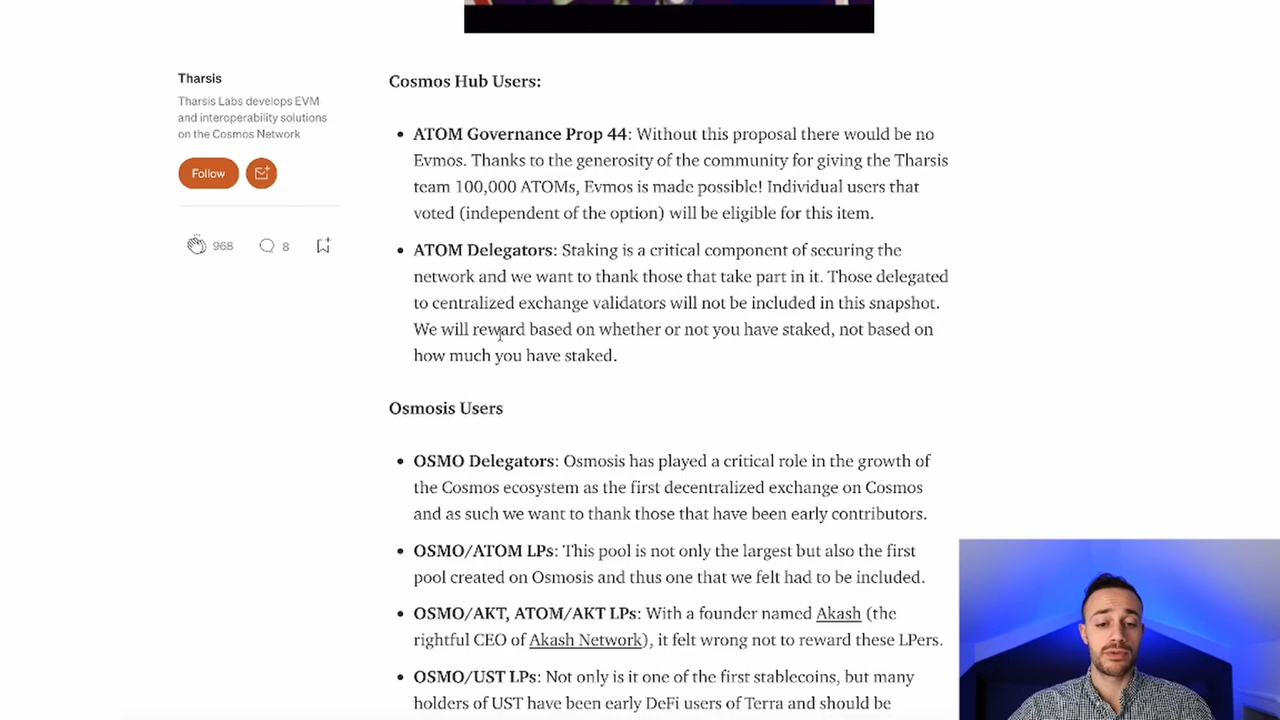 Tharsis
Tharsis Labs develops EVM
and interoperability solutions
on the Cosmos Network
Follow
968
8
Cosmos Hub Users:
ATOM Governance Prop 44: Without this proposal there would be no
Evmos. Thanks to the generosity of the community for giving the Tharsis
team 100,000 ATOMs, Evmos is made possible! Individual users that
voted (independent of the option) will be eligible for this item.
ATOM Delegators: Staking is a critical component of securing the
network and we want to thank those that take part in it. Those delegated
to centralized exchange validators will not be included in this snapshot.
We will reward based on whether or not you have staked, not based on
how much you have staked.
Osmosis Users
OSMO Delegators: Osmosis has played a critical role in the growth of
the Cosmos ecosystem as the first decentralized exchange on Cosmos
and as such we want to thank those that have been early contributors.
OSMO/ATOM LPs: This pool is not only the largest but also the first
pool created on Osmosis and thus one that we felt had to be included.
OSMO/AKT, ATOM/AKT LPs: With a founder named Akash (the
rightful CEO of Akash Network), it felt wrong not to reward these LPers.
OSMO/UST LPs: Not only is it one of the first stablecoins, but many
holders of UST have been early DeFi users of Terra and should be